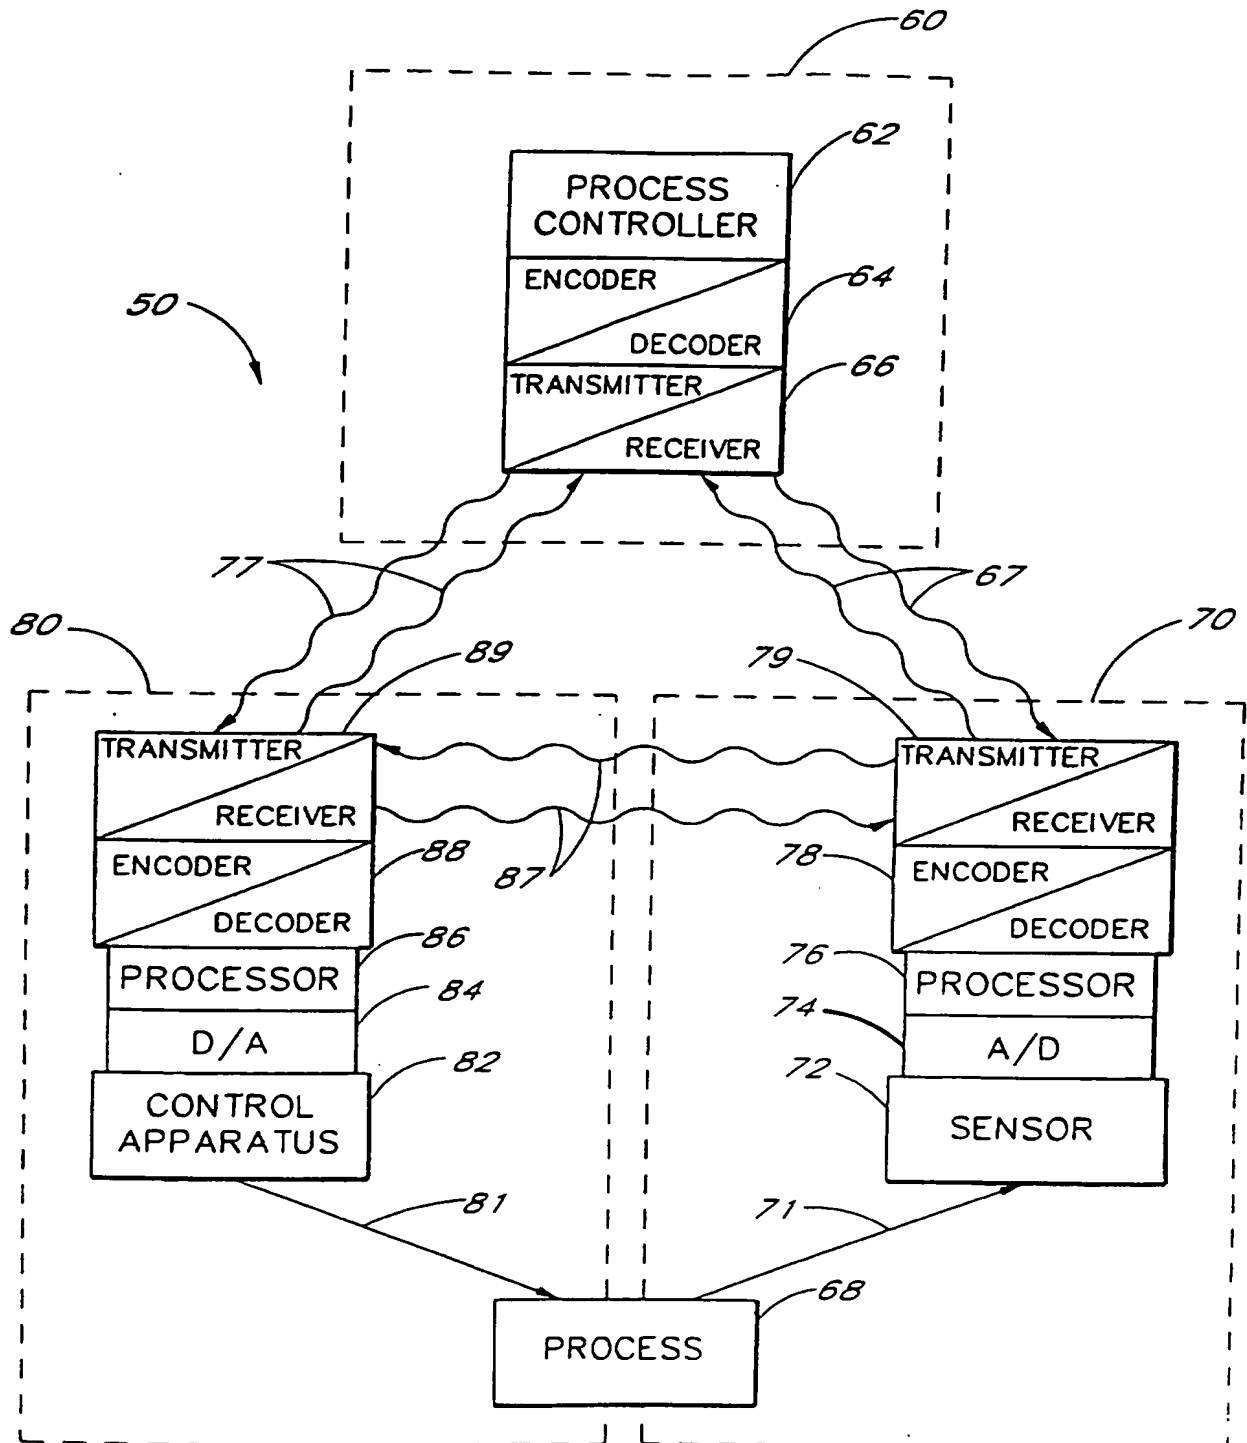 60
62
PROCESS
CONTROLLER
64
ENCODER
DECODER
50
66
TRANSMITTER
RECEIVER
77
67
80
70
89
79
TRANSMITTER
RECEIVER
TRANSMITTER
RECEIVER
88
87
78
ENCODER
DECODER
ENCODER
DECODER
86
76
PROCESSOR
PROCESSOR
84
74
D/A
A/D
82
72
CONTROL
APPARATUS
SENSOR
81
71
68
PROCESS